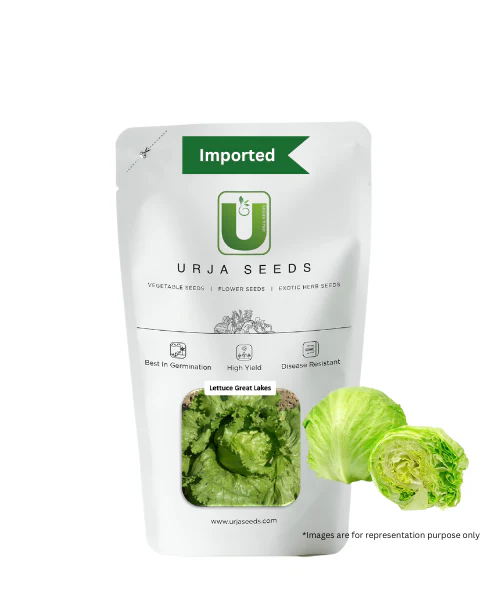 Imported
U
URJA SEEDS
VEGETABLE SEEDS | FLOWER SEEDS | EXOTIC HERB SEEDS
Best In Germination High Yield Disease Resistant
Lettuce Great Lakes
www.urjaseeds.com
*Images are for representation purpose only